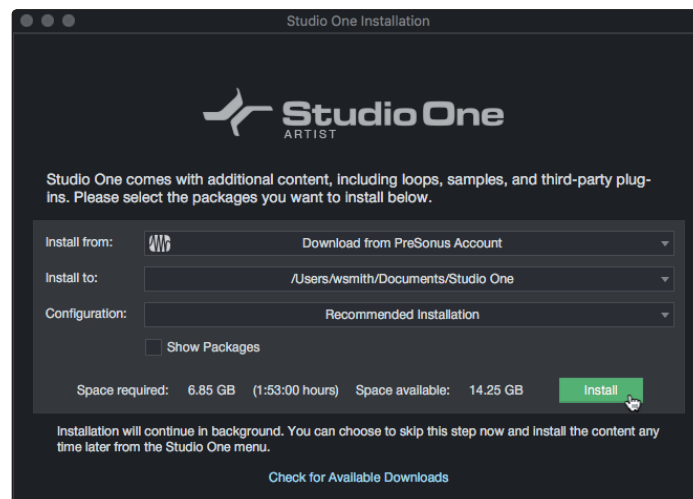 Studio One Installation
Studio One
ARTIST
Studio One comes with additional content, including loops, samples, and third-party plug-
ins. Please select the packages you want to install below.
Install from: Download from PreSonus Account
Install to: /Users/wsmith/Documents/Studio One
Configuration: Recommended Installation
Show Packages
Space required: 6.85 GB (1:53:00 hours) Space available: 14.25 GB Install
Installation will continue in background. You can choose to skip this step now and install the content any
time later from the Studio One menu.
Check for Available Downloads